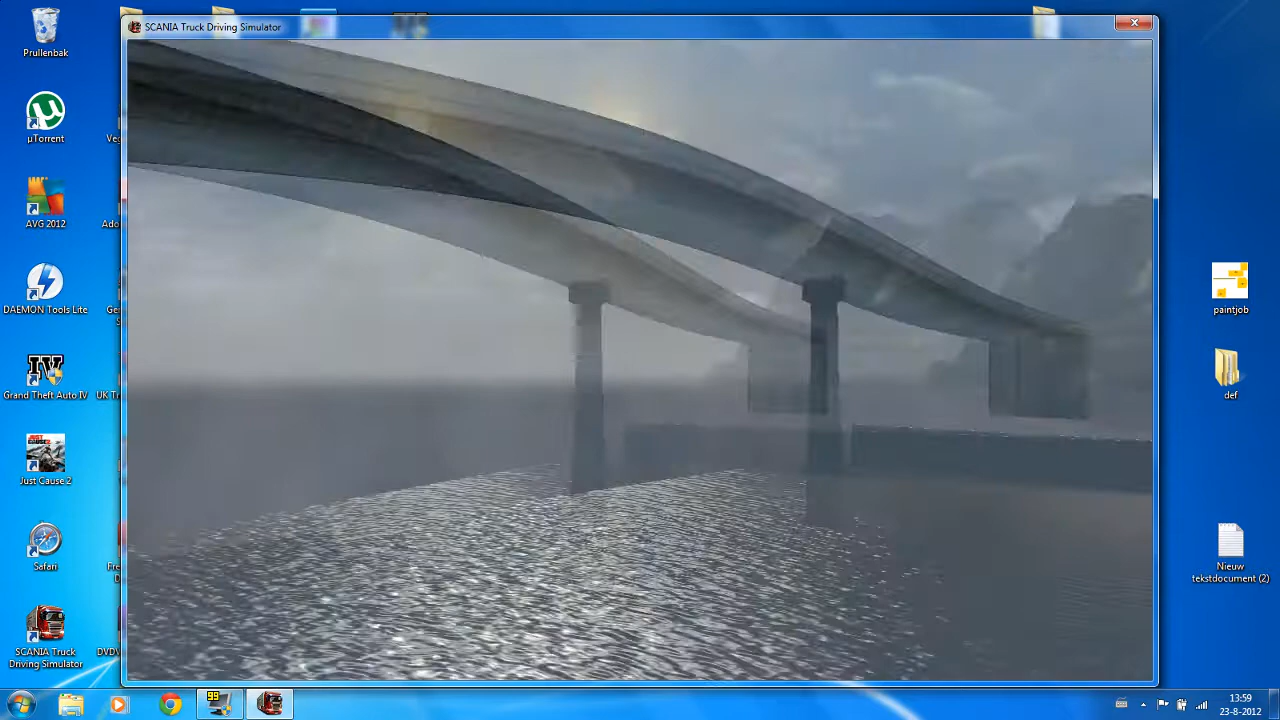 SCANIA Truck Driving Simulator
Prullenbak
µTorrent
AVG 2012
DAEMON Tools Lite
Grand Theft Auto IV
Just Cause 2
Safari
SCANIA Truck
Driving Simulator
paintjob
def
Nieuw
tekstdocument (2)
99
13:59
23-8-2012